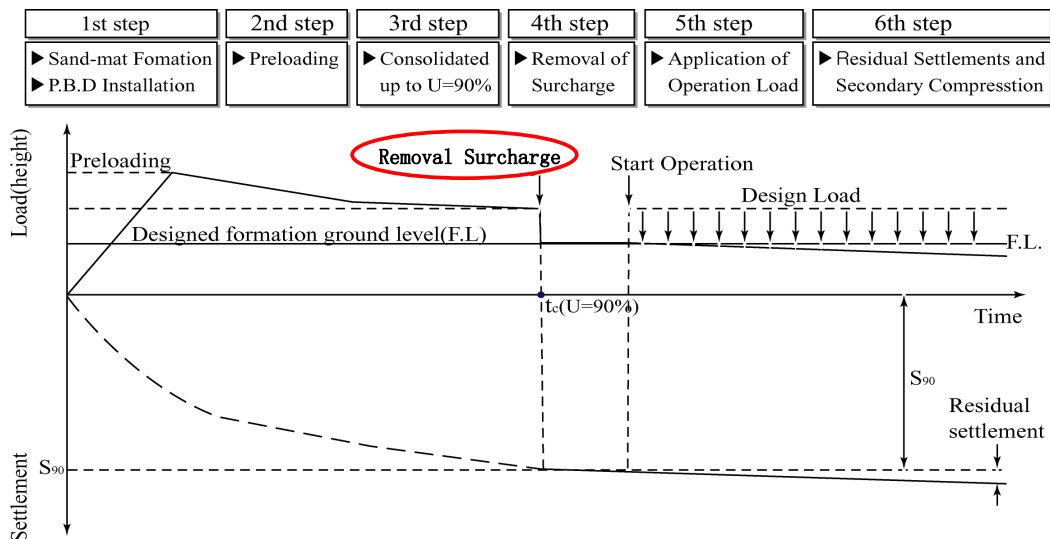 1st step
2nd step
3rd step
4th step
5th step
6th step
▶ Sand-mat Fomation
▶ P.B.D Installation
▶ Preloading
▶ Consolidated
up to U=90%
▶ Removal of
Surcharge
▶ Application of
Operation Load
▶ Residual Settlements and
Secondary Compresstion
Load(height)
Preloading
Removal Surcharge
Start Operation
Design Load
Designed formation ground level(F.L)
F.L.
tc(U=90%)
Time
S90
Residual
settlement
S90
Settlement